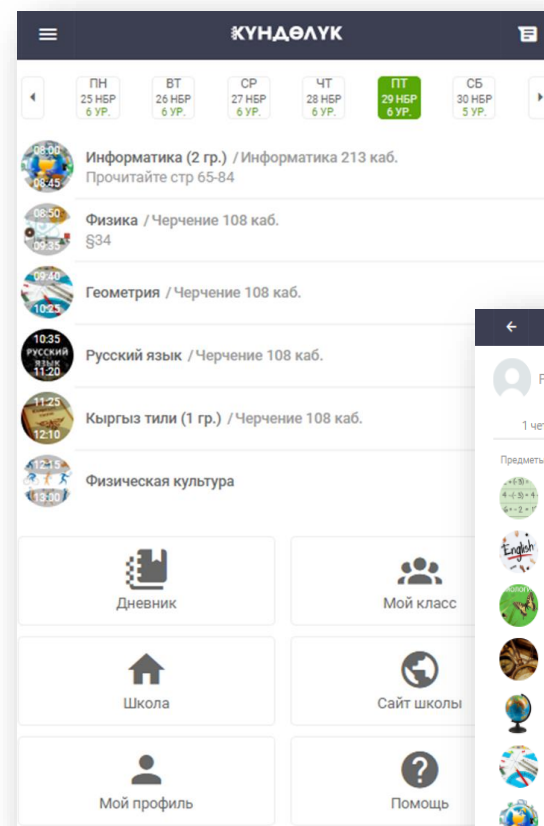 КҮНДӨЛҮК
ПН ВТ СР ЧТ ПТ СБ
25 НБР 26 НБР 27 НБР 28 НБР 29 НБР 30 НБР
6 УР. 6 УР. 6 УР. 6 УР. 6 УР. 5 УР.
08:00
08:45
Информатика (2 гр.) / Информатика 213 каб.
Прочитайте стр 65-84
08:50
09:35
Физика / Черчение 108 каб.
§34
09:40
10:25
Геометрия / Черчение 108 каб.
10:35
РУССКИЙ
ЯЗЫК
11:20
Русский язык / Черчение 108 каб.
11:25
12:10
Кыргыз тили (1 гр.) / Черчение 108 каб.
12:15
13:00
Физическая культура
Дневник
Мой класс
Школа
Сайт школы
Мой профиль
Помощь
1 чет
Предметы
English